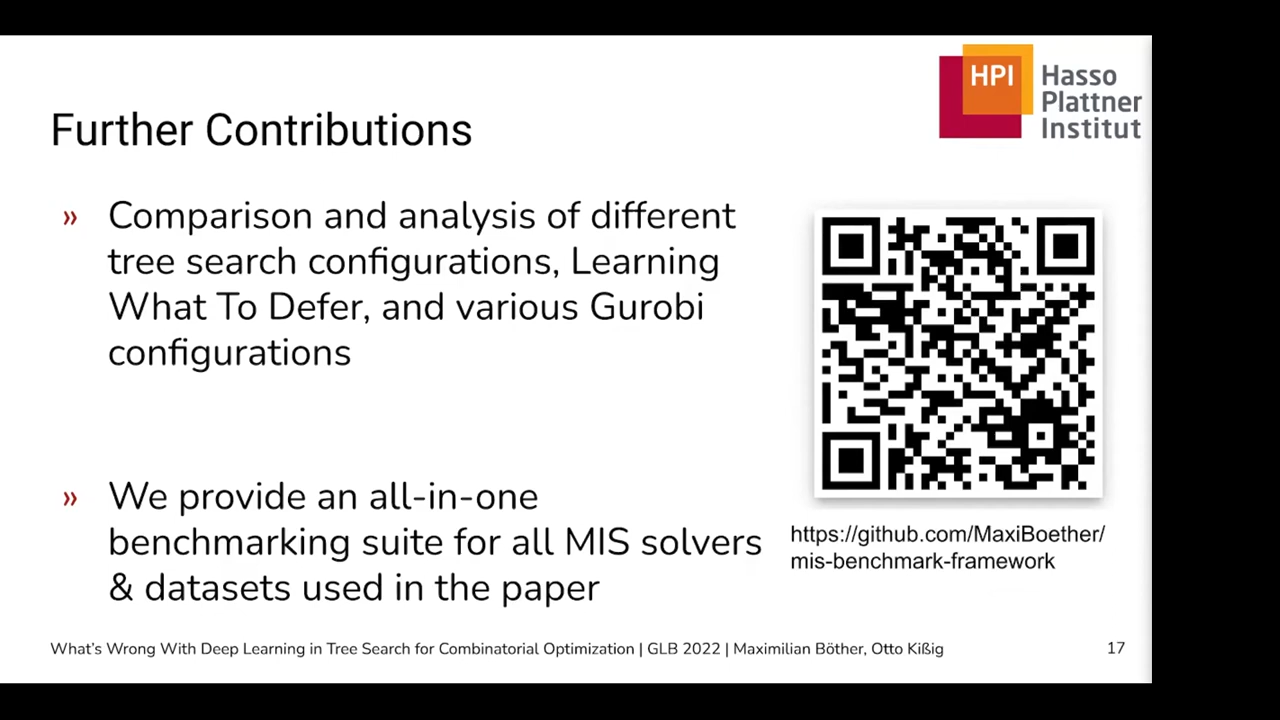 HPI Hasso
Plattner
Institut
Further Contributions
» Comparison and analysis of different
tree search configurations, Learning
What To Defer, and various Gurobi
configurations
» We provide an all-in-one
benchmarking suite for all MIS solvers
& datasets used in the paper
https://github.com/MaxiBoether/
mis-benchmark-framework
What's Wrong With Deep Learning in Tree Search for Combinatorial Optimization | GLB 2022 | Maximilian Böther, Otto Kißig
17